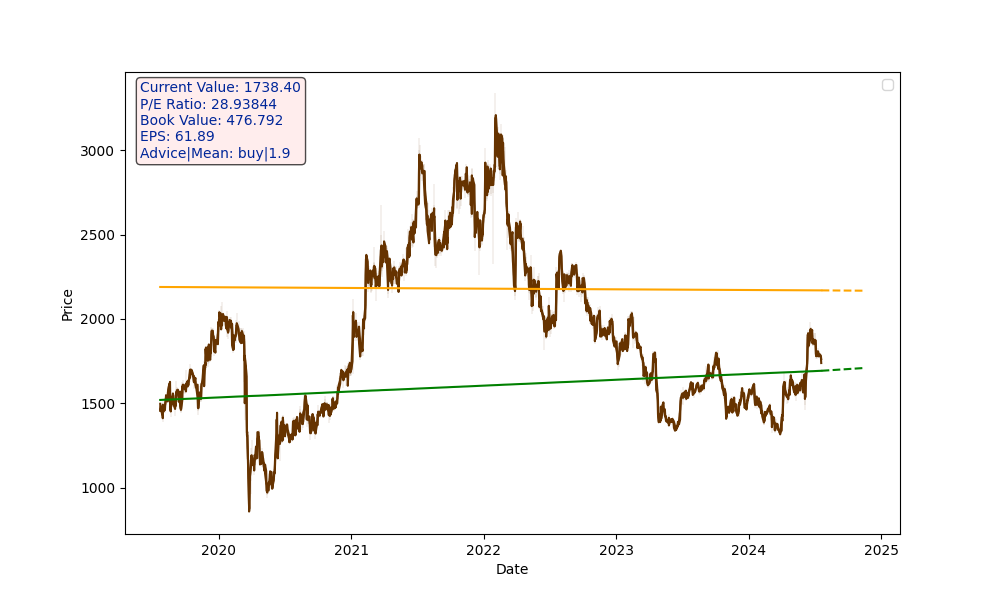 Current Value: 1738.40
P/E Ratio: 28.93844
Book Value: 476.792
EPS: 61.89
Advice|Mean: buy|1.9
3000
2500
2000
1500
1000
Price
2020
2021
2022
2023
2024
2025
Date